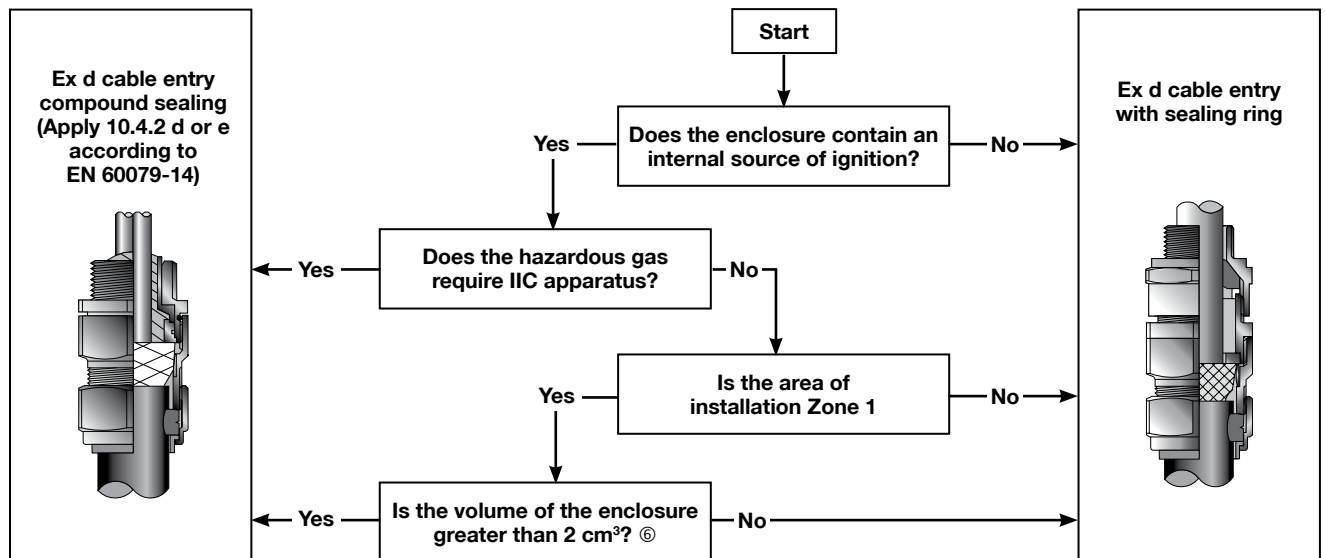 Start
Ex d cable entry
compound sealing
(Apply 10.4.2 d or e
according to
EN 60079-14)
Ex d cable entry
with sealing ring
Does the enclosure contain an
internal source of ignition?
Yes
No
Does the hazardous gas
require IIC apparatus?
Yes
No
Is the area of
installation Zone 1
Yes
No
Is the volume of the enclosure
greater than 2 cm³? ⑥
Yes
No